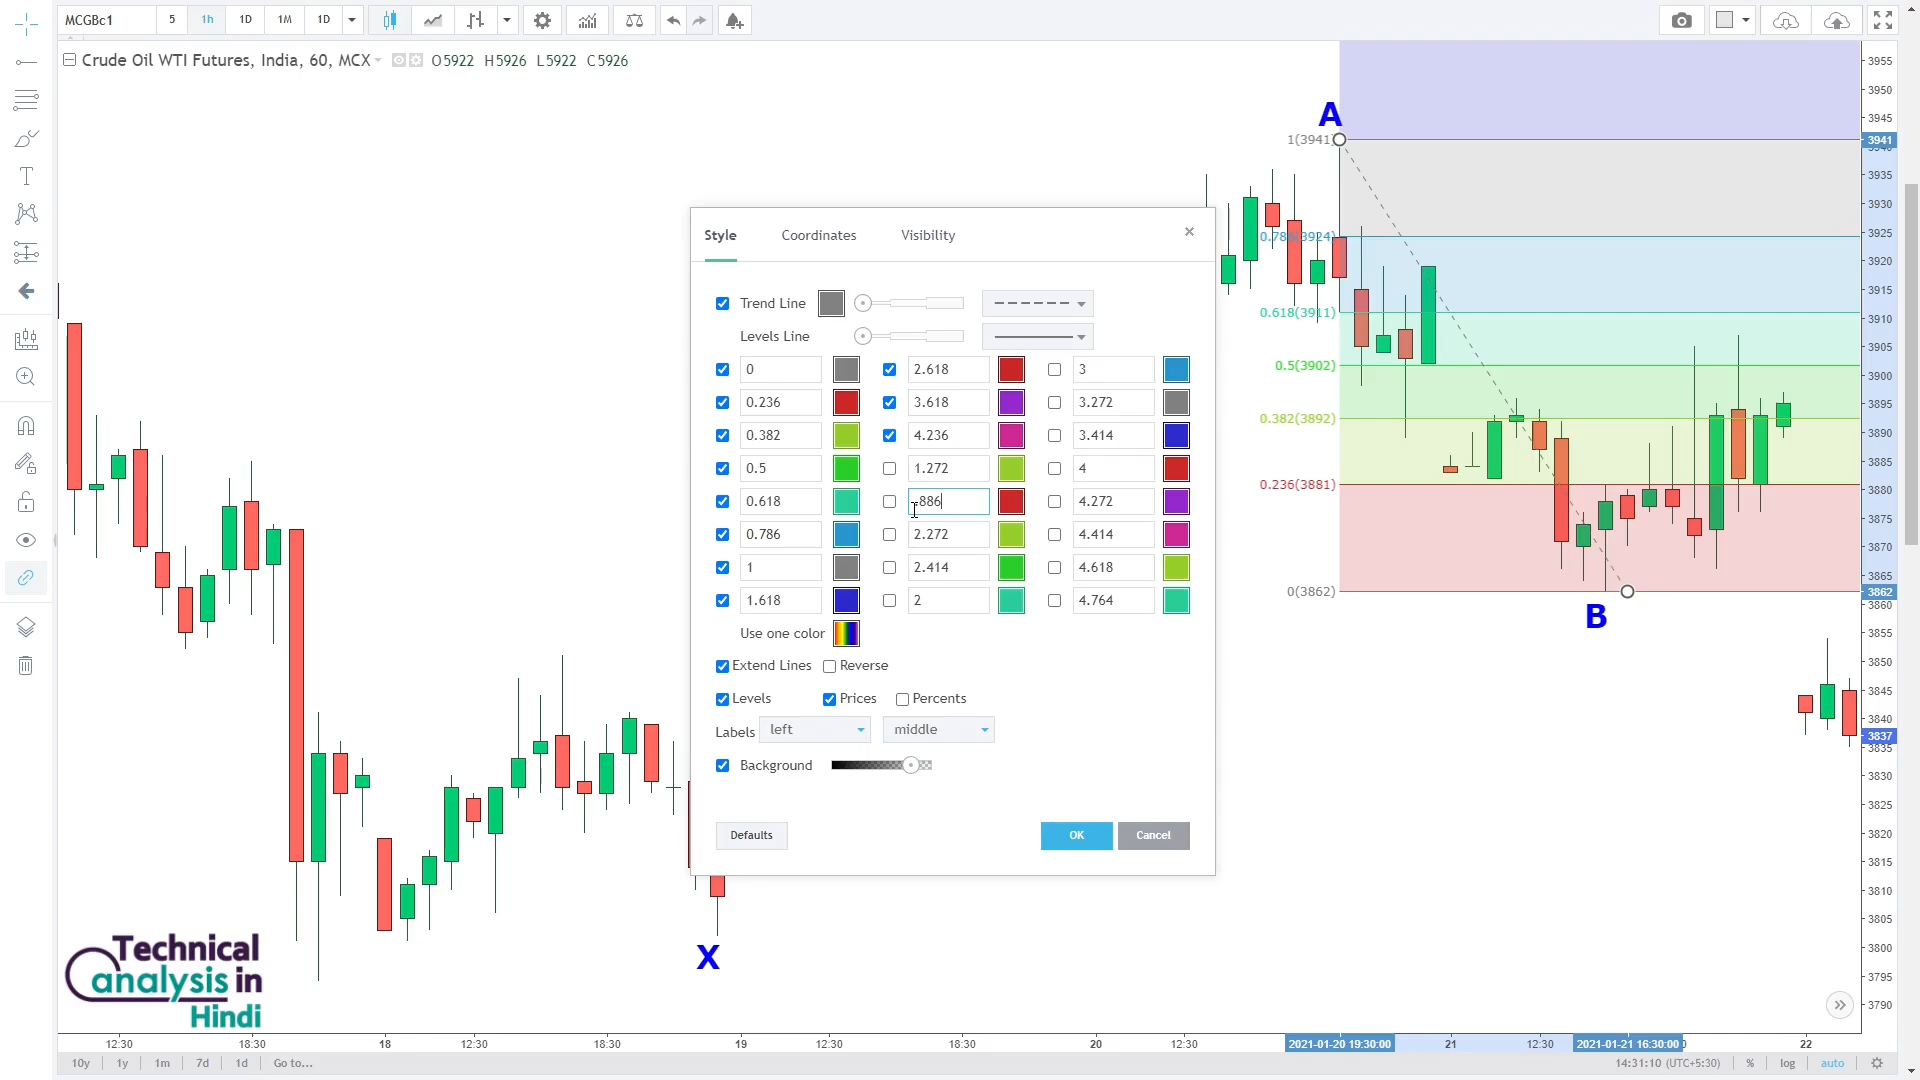 MCGBc1 5 1h 1D 1M 1D
Crude Oil WTI Futures, India, 60, MCX O5922 H5926 L5922 C5926
A
1(3941)
0.786(3924)
0.618(3911)
0.5(3902)
0.382(3892)
0.236(3881)
0(3862)
B
X
Style Coordinates Visibility ×
Trend Line
Levels Line
0 2.618 3
0.236 3.618 3.272
0.382 4.236 3.414
0.5 1.272 4
0.618 .886 4.272
0.786 2.272 4.414
1 2.414 4.618
1.618 2 4.764
Use one color
Extend Lines Reverse
Levels Prices Percents
Labels left middle
Background
Defaults OK Cancel
3955
3950
3945
3941
3935
3930
3925
3920
3915
3910
3905
3900
3895
3890
3885
3880
3875
3870
3865
3862
3860
3855
3850
3845
3840
3837
3835
3830
3825
3820
3815
3810
3805
3800
3795
3790
Technical
analysis in
Hindi
12:30 18:30 18 12:30 18:30 19 12:30 18:30 20 12:30 2021-01-20 19:30:00 21 12:30 2021-01-21 16:30:00 22
10y 1y 1m 7d 1d Go to... 14:31:10 (UTC+5:30) % log auto